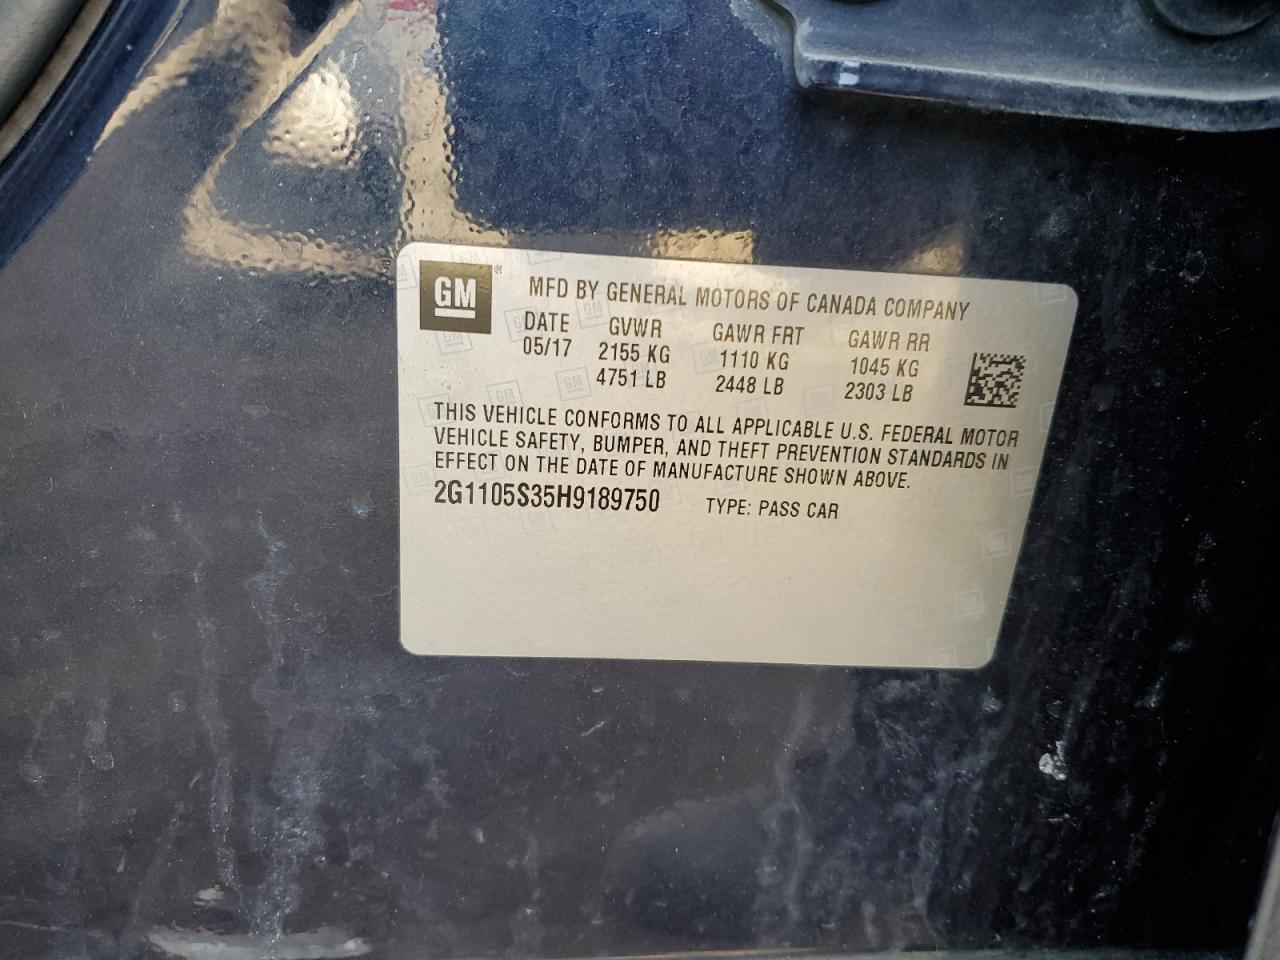 GM®
MFD BY GENERAL MOTORS OF CANADA COMPANY
DATE GVWR GAWR FRT GAWR RR
05/17 2155 KG 1110 KG 1045 KG
4751 LB 2448 LB 2303 LB
THIS VEHICLE CONFORMS TO ALL APPLICABLE U.S. FEDERAL MOTOR
VEHICLE SAFETY, BUMPER, AND THEFT PREVENTION STANDARDS IN
EFFECT ON THE DATE OF MANUFACTURE SHOWN ABOVE.
2G1105S35H9189750 TYPE: PASS CAR